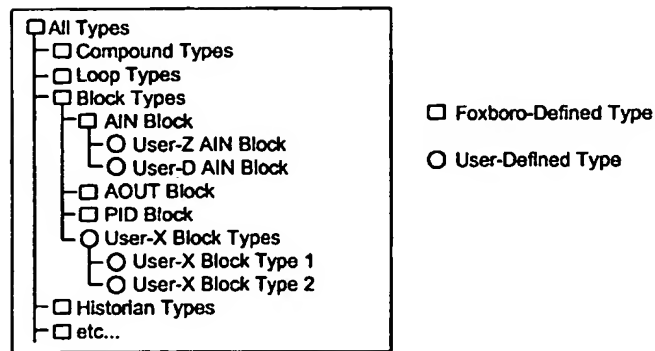 All Types
Compound Types
Loop Types
Block Types
AIN Block
User-Z AIN Block
User-D AIN Block
AOUT Block
PID Block
User-X Block Types
User-X Block Type 1
User-X Block Type 2
Historian Types
etc...
Foxboro-Defined Type
User-Defined Type